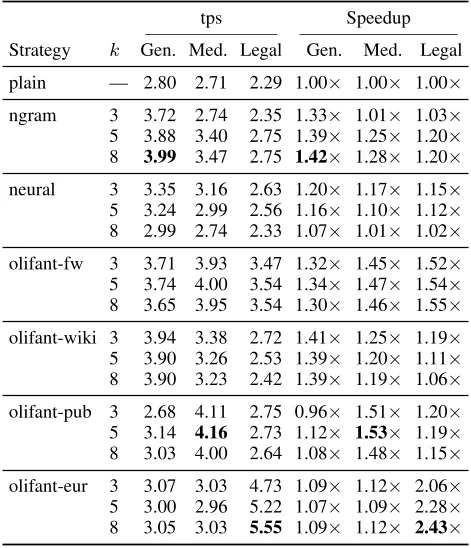 tps Speedup
Strategy k Gen. Med. Legal Gen. Med. Legal
plain — 2.80 2.71 2.29 1.00× 1.00× 1.00×
ngram 3 3.72 2.74 2.35 1.33× 1.01× 1.03×
5 3.88 3.40 2.75 1.39× 1.25× 1.20×
8 3.99 3.47 2.75 1.42× 1.28× 1.20×
neural 3 3.35 3.16 2.63 1.20× 1.17× 1.15×
5 3.24 2.99 2.56 1.16× 1.10× 1.12×
8 2.99 2.74 2.33 1.07× 1.01× 1.02×
olifant-fw 3 3.71 3.93 3.47 1.32× 1.45× 1.52×
5 3.74 4.00 3.54 1.34× 1.47× 1.54×
8 3.65 3.95 3.54 1.30× 1.46× 1.55×
olifant-wiki 3 3.94 3.38 2.72 1.41× 1.25× 1.19×
5 3.90 3.26 2.53 1.39× 1.20× 1.11×
8 3.90 3.23 2.42 1.39× 1.19× 1.06×
olifant-pub 3 2.68 4.11 2.75 0.96× 1.51× 1.20×
5 3.14 4.16 2.73 1.12× 1.53× 1.19×
8 3.03 4.00 2.64 1.08× 1.48× 1.15×
olifant-eur 3 3.07 3.03 4.73 1.09× 1.12× 2.06×
5 3.00 2.96 5.22 1.07× 1.09× 2.28×
8 3.05 3.03 5.55 1.09× 1.12× 2.43×